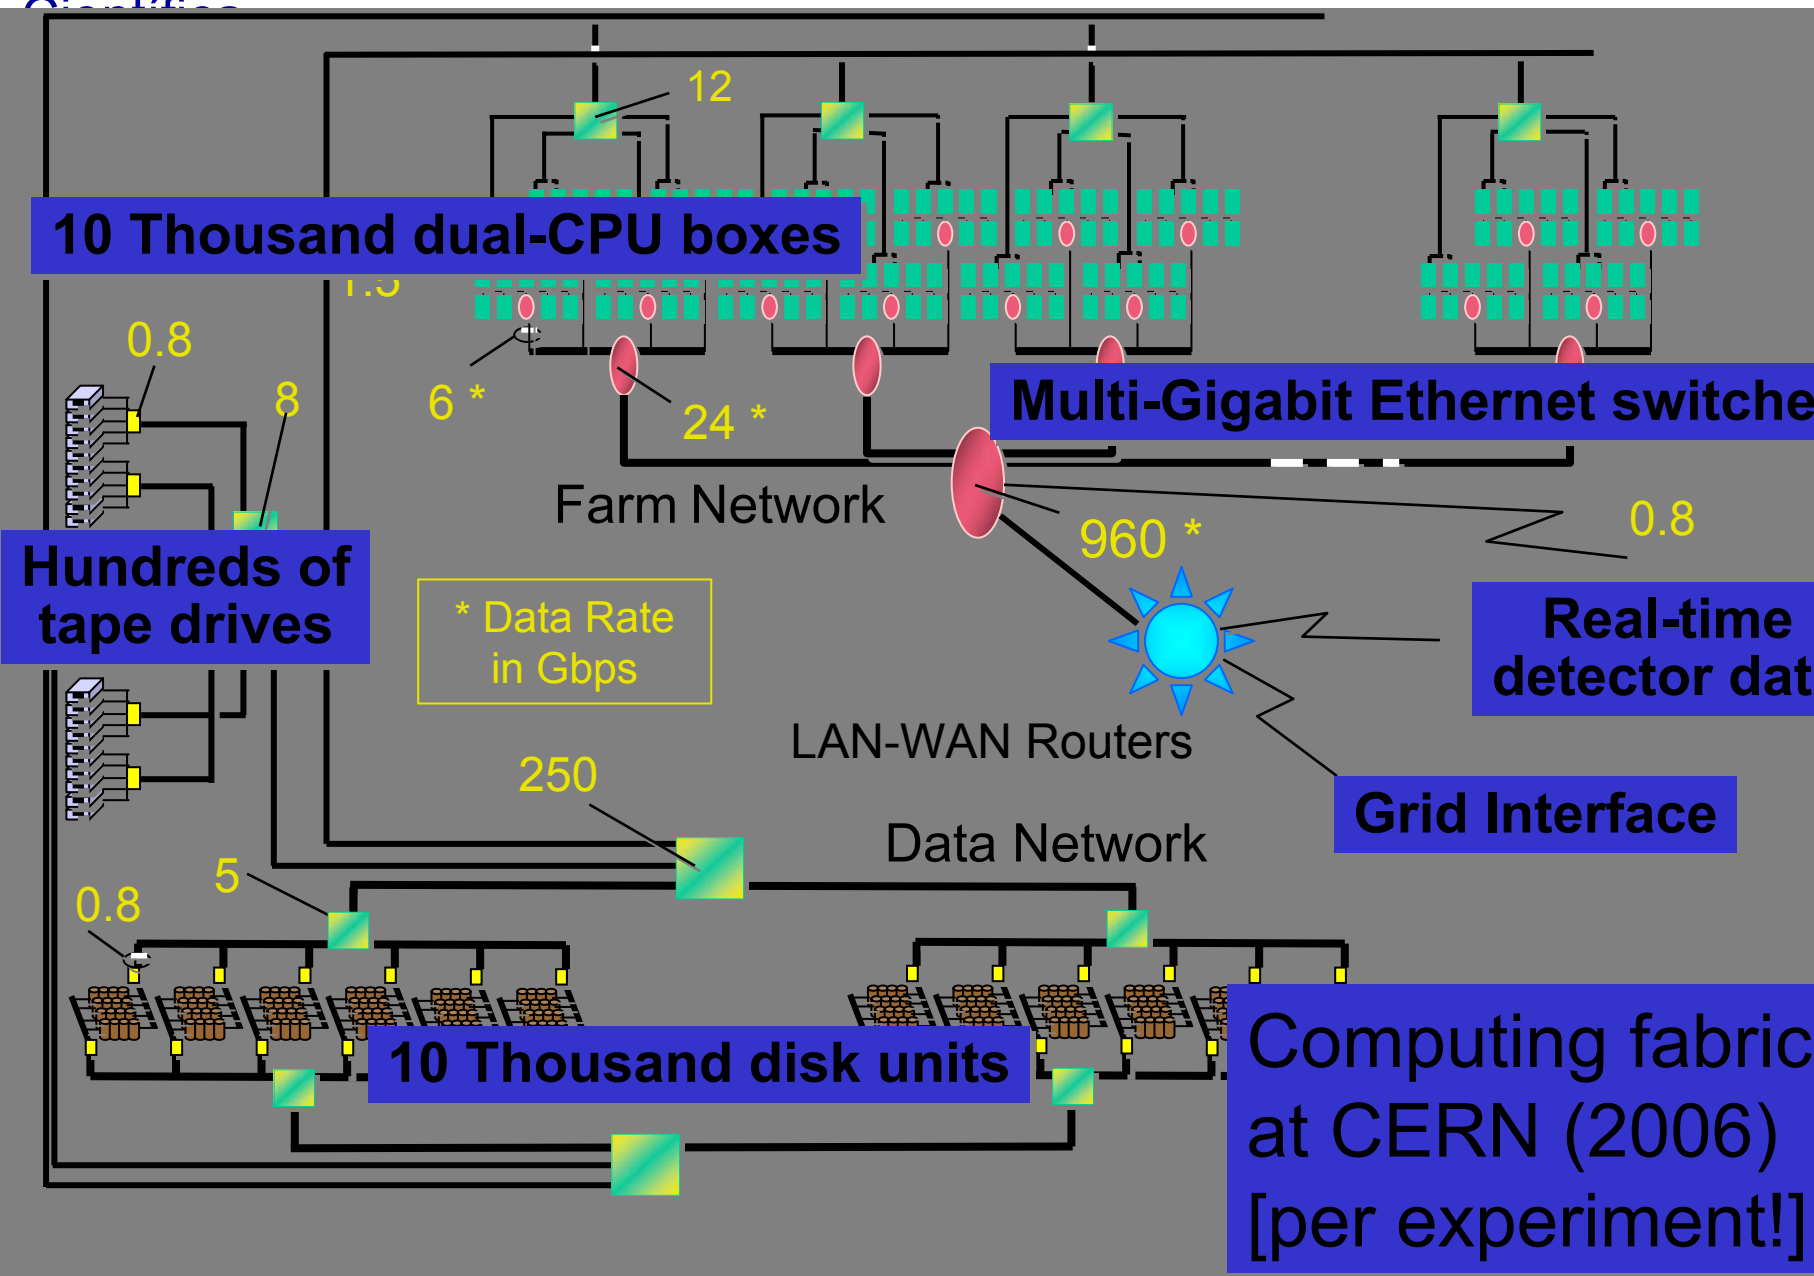 12
10 Thousand dual-CPU boxes
1.5
0.8
8
6 *
24 *
Multi-Gigabit Ethernet switche
Farm Network
960 *
0.8
Hundreds of
tape drives
* Data Rate
in Gbps
Real-time
detector dat
LAN-WAN Routers
250
Grid Interface
Data Network
5
0.8
10 Thousand disk units
Computing fabric
at CERN (2006)
[per experiment!]